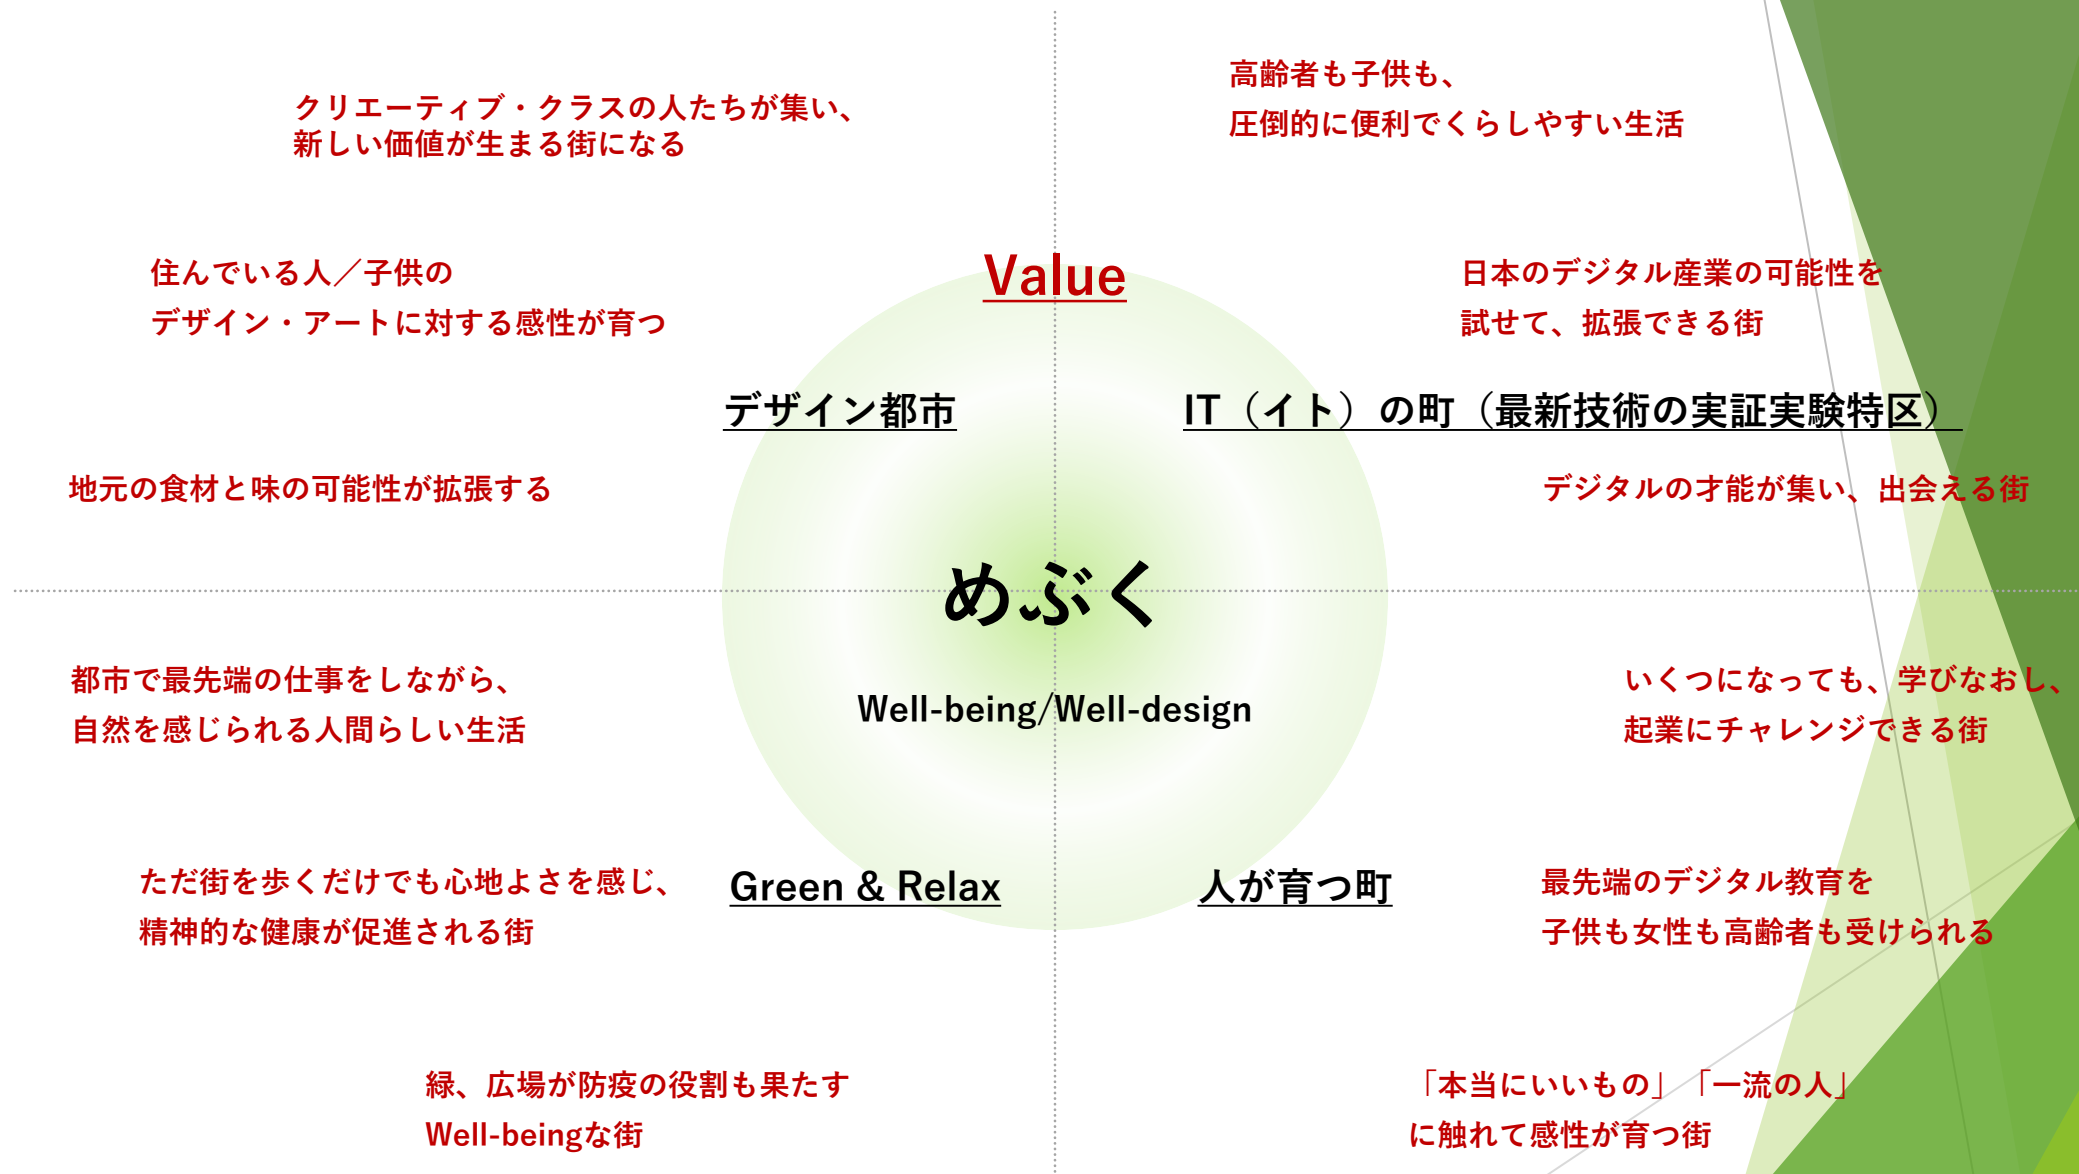 クリエーティブ・クラスの人たちが集い、
新しい価値が生まる街になる
高齢者も子供も、
圧倒的に便利でくらしやすい生活
住んでいる人／子供の
デザイン・アートに対する感性が育つ
Value
日本のデジタル産業の可能性を
試せて、拡張できる街
デザイン都市
IT（イト）の町（最新技術の実証実験特区）
地元の食材と味の可能性が拡張する
デジタルの才能が集い、出会える街
めぶく
Well-being/Well-design
都市で最先端の仕事をしながら、
自然を感じられる人間らしい生活
いくつになっても、学びなおし、
起業にチャレンジできる街
ただ街を歩くだけでも心地よさを感じ、
精神的な健康が促進される街
Green & Relax
人が育つ町
最先端のデジタル教育を
子供も女性も高齢者も受けられる
緑、広場が防疫の役割も果たす
Well-beingな街
「本当にいいもの」「一流の人」
に触れて感性が育つ街